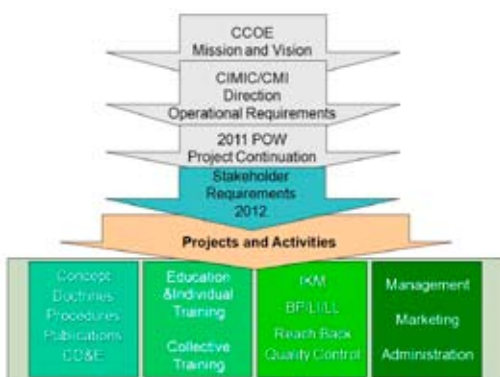 CCOE
Mission and Vision
CIMIC/CMI
Direction
Operational Requirements
2011 POW
Project Continuation
Stakeholder
Requirements
2012
Projects and Activities
Concept
Doctrines
Procedures
Publications
CD&E
Education
&Individual
Training
Collective
Training
IKM
BP/LI/LL
Reach Back
Quality Control
Management
Marketing
Administration